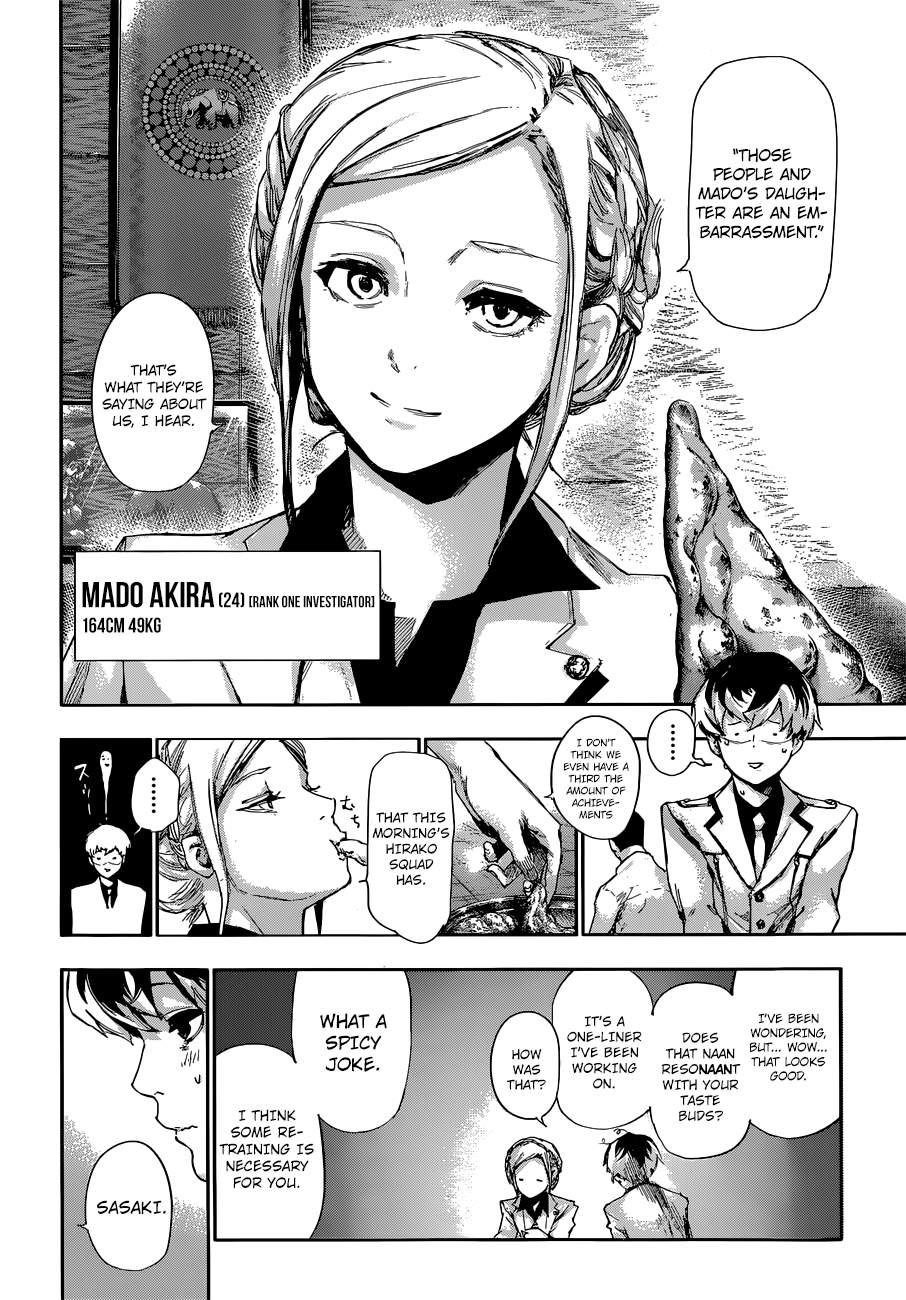 "THOSE
PEOPLE AND
MADO'S DAUGH-
TER ARE AN EM-
BARRASSMENT."
THAT'S
WHAT THEY'RE
SAYING ABOUT
US, I HEAR.
MADO AKIRA (24) [RANK ONE INVESTIGATOR]
164CM 49KG
......
I DON'T
THINK WE
EVEN HAVE A
THIRD THE
AMOUNT OF
ACHIEVE-
MENTS
THAT THIS
MORNING'S
HIRAKO
SQUAD
HAS.
......
I'VE BEEN
WONDERING,
BUT... WOW...
THAT LOOKS
GOOD.
DOES
THAT NAAN
RESONAANT
WITH YOUR
TASTE
BUDS?
IT'S A
ONE-LINER
I'VE BEEN
WORKING
ON.
HOW
WAS
THAT?
WHAT A
SPICY
JOKE.
I THINK
SOME RE-
TRAINING IS
NECESSARY
FOR YOU.
SASAKI.